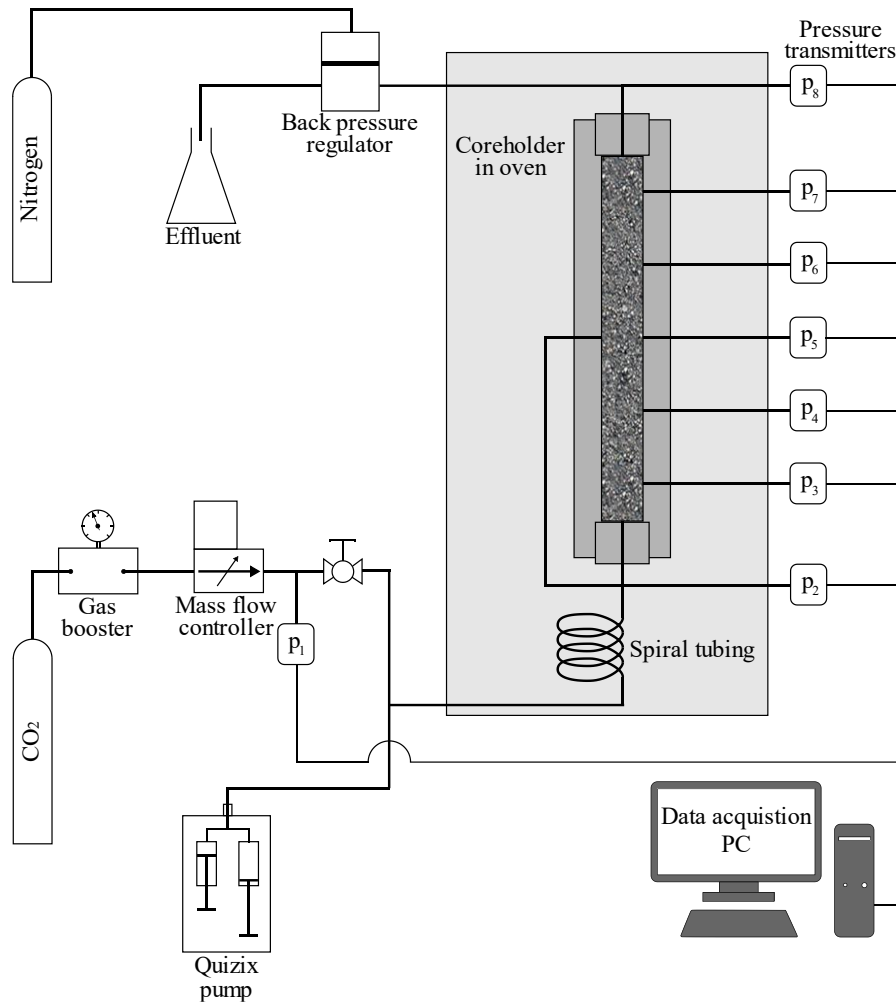 Pressure
transmitters
p8
Back pressure
regulator
Coreholder
in oven
Nitrogen
p7
Effluent
p6
p5
p4
p3
Gas
booster
Mass flow
controller
p2
p1
Spiral tubing
CO2
Data acquistion
PC
Quizix
pump